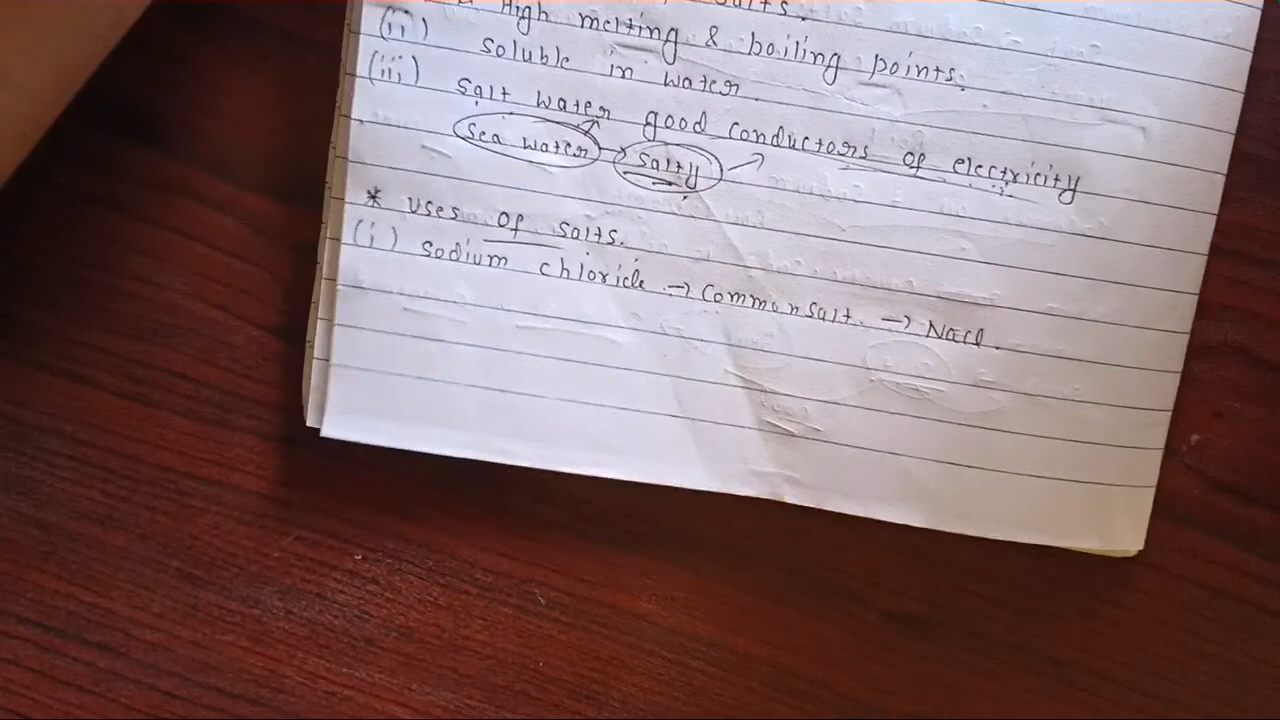 salts.
High melting & boiling points.
(ii) soluble in water.
(iii) salt water good conductors of electricity
sea water → salty
* uses of salts.
(i) sodium chloride → Common salt. → NaCl.